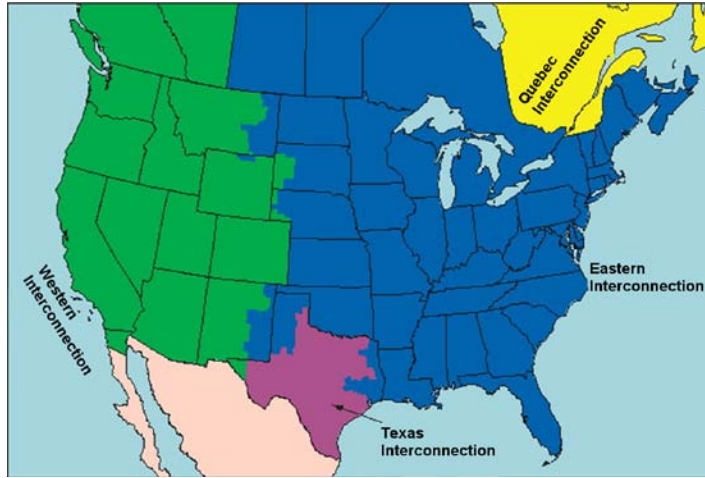 Quebec
Interconnection
Western
Interconnection
Eastern
Interconnection
Texas
Interconnection